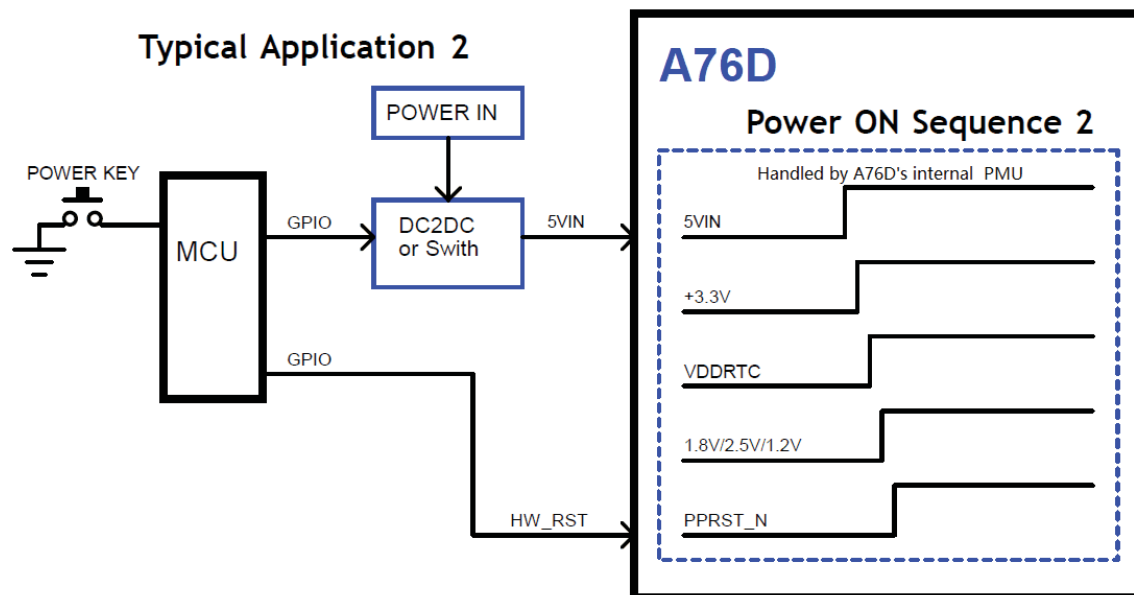 Typical Application 2
A76D
POWER IN
Power ON Sequence 2
POWER KEY
Handled by A76D's internal PMU
MCU
GPIO
DC2DC
or Swith
5VIN
5VIN
+3.3V
GPIO
VDDRTC
1.8V/2.5V/1.2V
HW_RST
PPRST_N